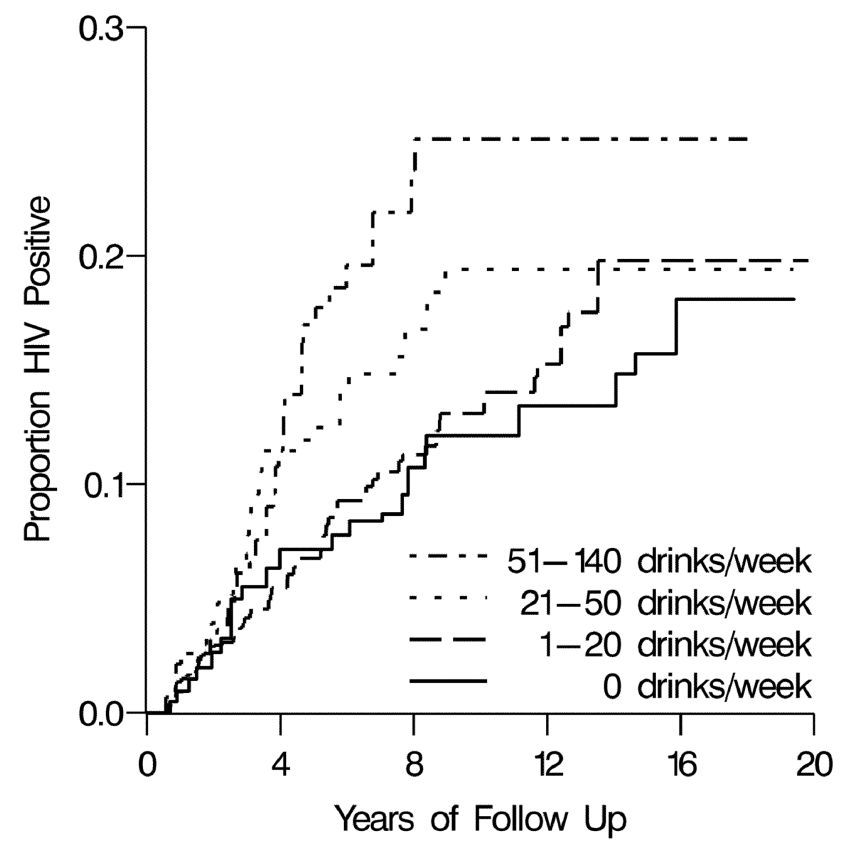 0.3
0.2
0.1
0.0
Proportion HIV Positive
51–140 drinks/week
21–50 drinks/week
1–20 drinks/week
0 drinks/week
0 4 8 12 16 20
Years of Follow Up